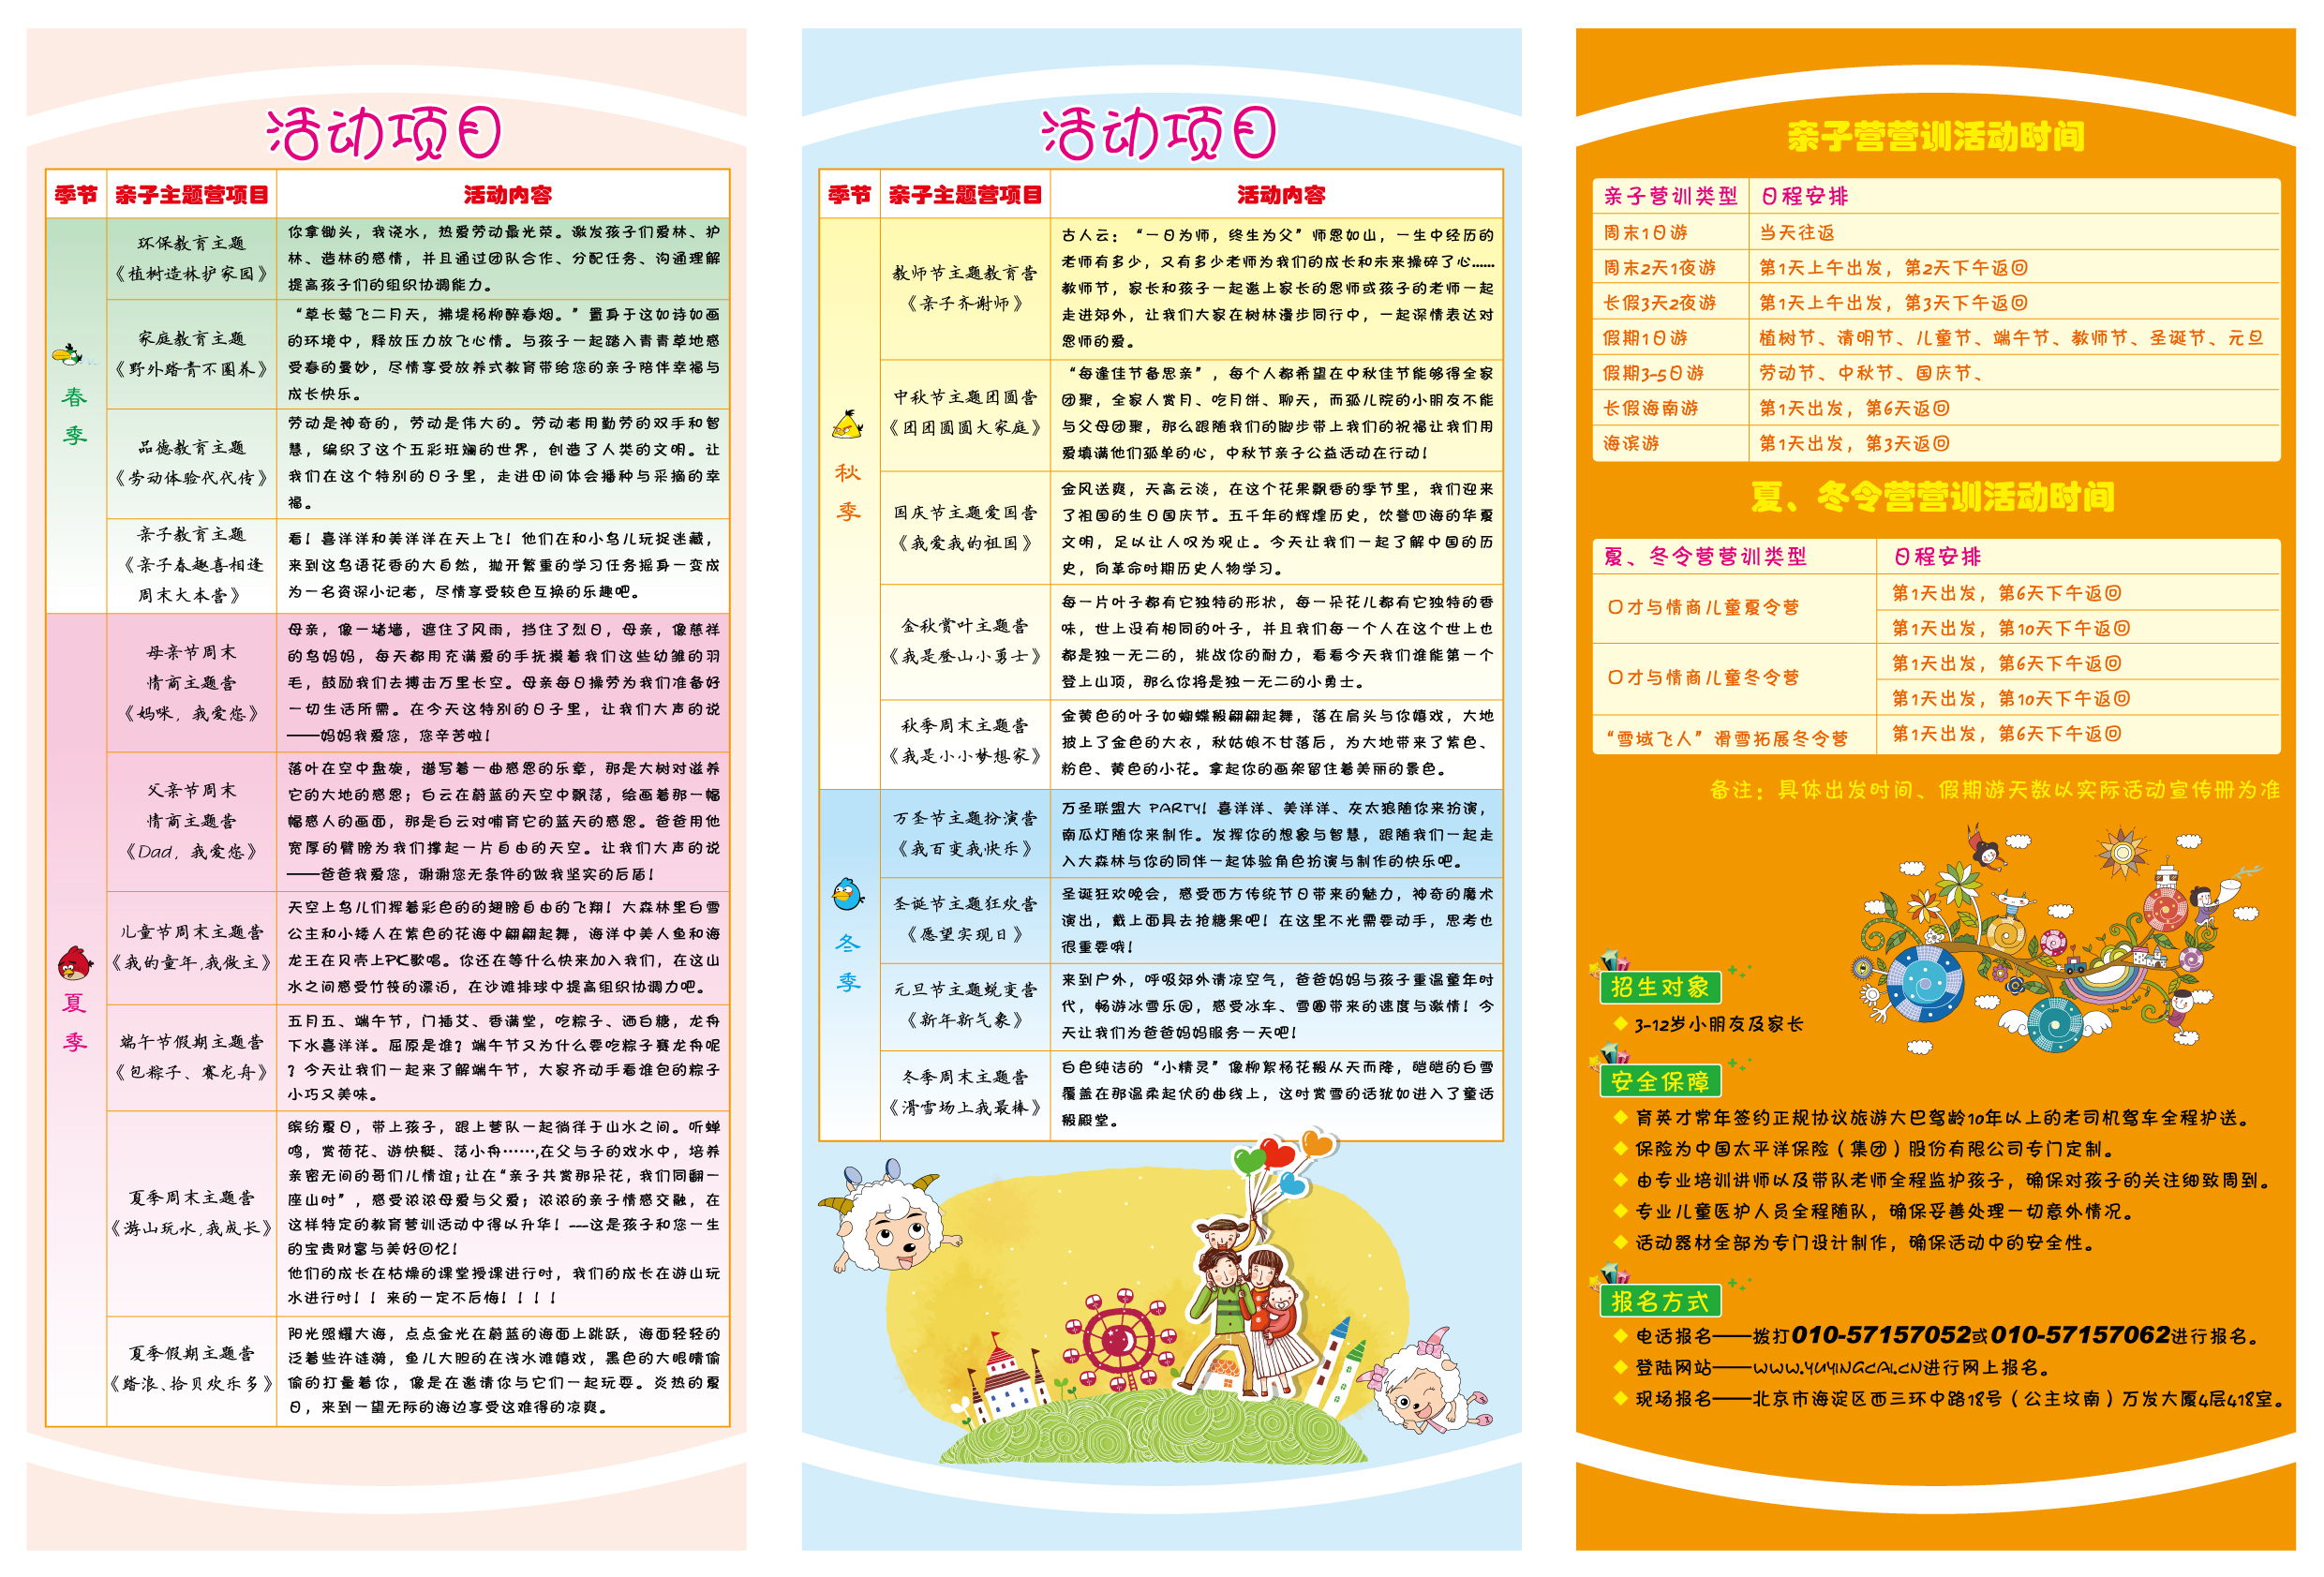 活动项目
季节 亲子主题营项目 活动内容
春季
环保教育主题
《植树造林护家园》
你拿锄头，我浇水，热爱劳动最光荣。激发孩子们爱林、护
林、造林的感情，并且通过团队合作、分配任务、沟通理解
提高孩子们的组织协调能力。
家庭教育主题
《野外踏青不圈养》
“草长莺飞二月天，拂堤杨柳醉春烟。”置身于这如诗如画
的环境中，释放压力放飞心情。与孩子一起踏入青青草地感
受春的曼妙，尽情享受放养式教育带给您的亲子陪伴幸福与
成长快乐。
品德教育主题
《劳动体验代代传》
劳动是神奇的，劳动是伟大的。劳动者用勤劳的双手和智
慧，编织了这个五彩班斓的世界，创造了人类的文明。让
我们在这个特别的日子里，走进田间体会播种与采摘的幸
福。
亲子教育主题
《亲子春趣喜相逢
周末大本营》
看！喜洋洋和美洋洋在天上飞！他们在和小鸟儿玩捉迷藏，
来到这鸟语花香的大自然，抛开繁重的学习任务摇身一变成
为一名资深小记者，尽情享受较色互换的乐趣吧。
夏季
母亲节周末
情商主题营
《妈咪，我爱您》
母亲，像一堵墙，遮住了风雨，挡住了烈日，母亲，像慈祥
的鸟妈妈，每天都用充满爱的手抚摸着我们这些幼雏的羽
毛，鼓励我们去搏击万里长空。母亲每日操劳为我们准备好
一切生活所需。在今天这特别的日子里，让我们大声的说
——妈妈我爱您，您辛苦啦！
父亲节周末
情商主题营
《Dad，我爱您》
落叶在空中盘旋，谱写着一曲感恩的乐章，那是大树对滋养
它的大地的感恩；白云在蔚蓝的天空中飘荡，绘画着那一幅
幅感人的画面，那是白云对哺育它的蓝天的感恩。爸爸用他
宽厚的臂膀为我们撑起一片自由的天空。让我们大声的说
——爸爸我爱您，谢谢您无条件的做我坚实的后盾！
儿童节周末主题营
《我的童年,我做主》
天空上鸟儿们挥着彩色的的翅膀自由的飞翔！大森林里白雪
公主和小矮人在紫色的花海中翩翩起舞，海洋中美人鱼和海
龙王在贝壳上PK歌唱。你还在等什么快来加入我们，在这山
水之间感受竹筏的漂泊，在沙滩排球中提高组织协调力吧。
端午节假期主题营
《包粽子、赛龙舟》
五月五、端午节，门插艾、香满堂，吃粽子、洒白糖，龙舟
下水喜洋洋。屈原是谁？端午节又为什么要吃粽子赛龙舟呢
？今天让我们一起来了解端午节，大家齐动手看谁包的粽子
小巧又美味。
夏季周末主题营
《游山玩水,我成长》
缤纷夏日，带上孩子，跟上营队一起徜徉于山水之间。听蝉
鸣，赏荷花、游快艇、荡小舟……,在父与子的戏水中，培养
亲密无间的哥们儿情谊；让在“亲子共赏那朵花，我们同翻一
座山时”，感受浓浓母爱与父爱；浓浓的亲子情感交融，在
这样特定的教育营训活动中得以升华！---这是孩子和您一生
的宝贵财富与美好回忆！
他们的成长在枯燥的课堂授课进行时，我们的成长在游山玩
水进行时！！来的一定不后悔！！！！
夏季假期主题营
《踏浪、拾贝欢乐多》
阳光照耀大海，点点金光在蔚蓝的海面上跳跃，海面轻轻的
泛着些许涟漪，鱼儿大胆的在浅水滩嬉戏，黑色的大眼睛偷
偷的打量着你，像是在邀请你与它们一起玩耍。炎热的夏
日，来到一望无际的海边享受这难得的凉爽。
活动项目
季节 亲子主题营项目 活动内容
秋季
教师节主题教育营
《亲子齐谢师》
古人云：“一日为师，终生为父”师恩如山，一生中经历的
老师有多少，又有多少老师为我们的成长和未来操碎了心……
教师节，家长和孩子一起邀上家长的恩师或孩子的老师一起
走进郊外，让我们大家在树林漫步同行中，一起深情表达对
恩师的爱。
中秋节主题团圆营
《团团圆圆大家庭》
“每逢佳节备思亲”，每个人都希望在中秋佳节能够得全家
团聚，全家人赏月、吃月饼、聊天，而孤儿院的小朋友不能
与父母团聚，那么跟随我们的脚步带上我们的祝福让我们用
爱填满他们孤单的心，中秋节亲子公益活动在行动！
国庆节主题爱国营
《我爱我的祖国》
金风送爽，天高云淡，在这个花果飘香的季节里，我们迎来
了祖国的生日国庆节。五千年的辉煌历史，饮誉四海的华夏
文明，足以让人叹为观止。今天让我们一起了解中国的历
史，向革命时期历史人物学习。
金秋赏叶主题营
《我是登山小勇士》
每一片叶子都有它独特的形状，每一朵花儿都有它独特的香
味，世上没有相同的叶子，并且我们每一个人在这个世上也
都是独一无二的，挑战你的耐力，看看今天我们谁能第一个
登上山顶，那么你将是独一无二的小勇士。
秋季周末主题营
《我是小小梦想家》
金黄色的叶子如蝴蝶般翩翩起舞，落在肩头与你嬉戏，大地
披上了金色的大衣，秋姑娘不甘落后，为大地带来了紫色、
粉色、黄色的小花。拿起你的画架留住着美丽的景色。
冬季
万圣节主题扮演营
《我百变我快乐》
万圣联盟大 PARTY！喜洋洋、美洋洋、灰太狼随你来扮演，
南瓜灯随你来制作。发挥你的想象与智慧，跟随我们一起走
入大森林与你的同伴一起体验角色扮演与制作的快乐吧。
圣诞节主题狂欢营
《愿望实现日》
圣诞狂欢晚会，感受西方传统节日带来的魅力，神奇的魔术
演出，戴上面具去抢糖果吧！在这里不光需要动手，思考也
很重要哦！
元旦节主题蜕变营
《新年新气象》
来到户外，呼吸郊外清凉空气，爸爸妈妈与孩子重温童年时
代，畅游冰雪乐园，感受冰车、雪圈带来的速度与激情！今
天让我们为爸爸妈妈服务一天吧！
冬季周末主题营
《滑雪场上我最棒》
白色纯洁的“小精灵”像柳絮杨花般从天而降，皑皑的白雪
覆盖在那温柔起伏的曲线上，这时赏雪的话犹如进入了童话
般殿堂。
亲子营营训活动时间
亲子营训类型 日程安排
周末1日游 当天往返
周末2天1夜游 第1天上午出发，第2天下午返回
长假3天2夜游 第1天上午出发，第3天下午返回
假期1日游 植树节、清明节、儿童节、端午节、教师节、圣诞节、元旦
假期3-5日游 劳动节、中秋节、国庆节、
长假海南游 第1天出发，第6天返回
海滨游 第1天出发，第3天返回
夏、冬令营营训活动时间
夏、冬令营营训类型 日程安排
口才与情商儿童夏令营
第1天出发，第6天下午返回
第1天出发，第10天下午返回
口才与情商儿童冬令营
第1天出发，第6天下午返回
第1天出发，第10天下午返回
“雪域飞人”滑雪拓展冬令营 第1天出发，第6天下午返回
备注：具体出发时间、假期游天数以实际活动宣传册为准
招生对象
3-12岁小朋友及家长
安全保障
育英才常年签约正规协议旅游大巴驾龄10年以上的老司机驾车全程护送。
保险为中国太平洋保险（集团）股份有限公司专门定制。
由专业培训讲师以及带队老师全程监护孩子，确保对孩子的关注细致周到。
专业儿童医护人员全程随队，确保妥善处理一切意外情况。
活动器材全部为专门设计制作，确保活动中的安全性。
报名方式
电话报名——拨打010-57157052或010-57157062进行报名。
登陆网站——WWW.YUYINGCAI.CN进行网上报名。
现场报名——北京市海淀区西三环中路18号（公主坟南）万发大厦4层418室。